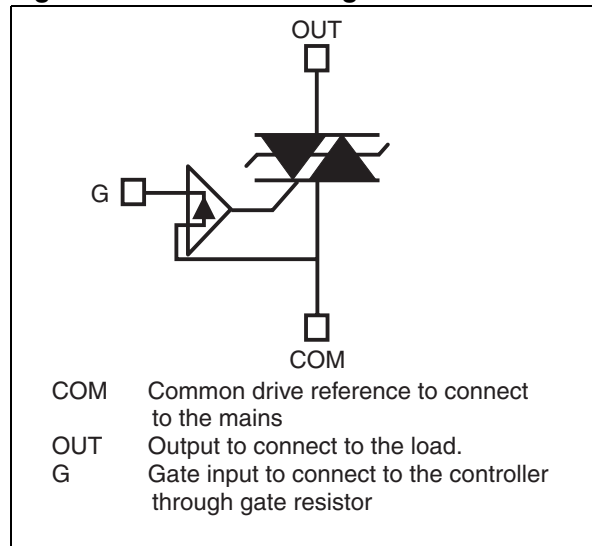 OUT
G
COM
COM Common drive reference to connect
to the mains
OUT Output to connect to the load.
G Gate input to connect to the controller
through gate resistor